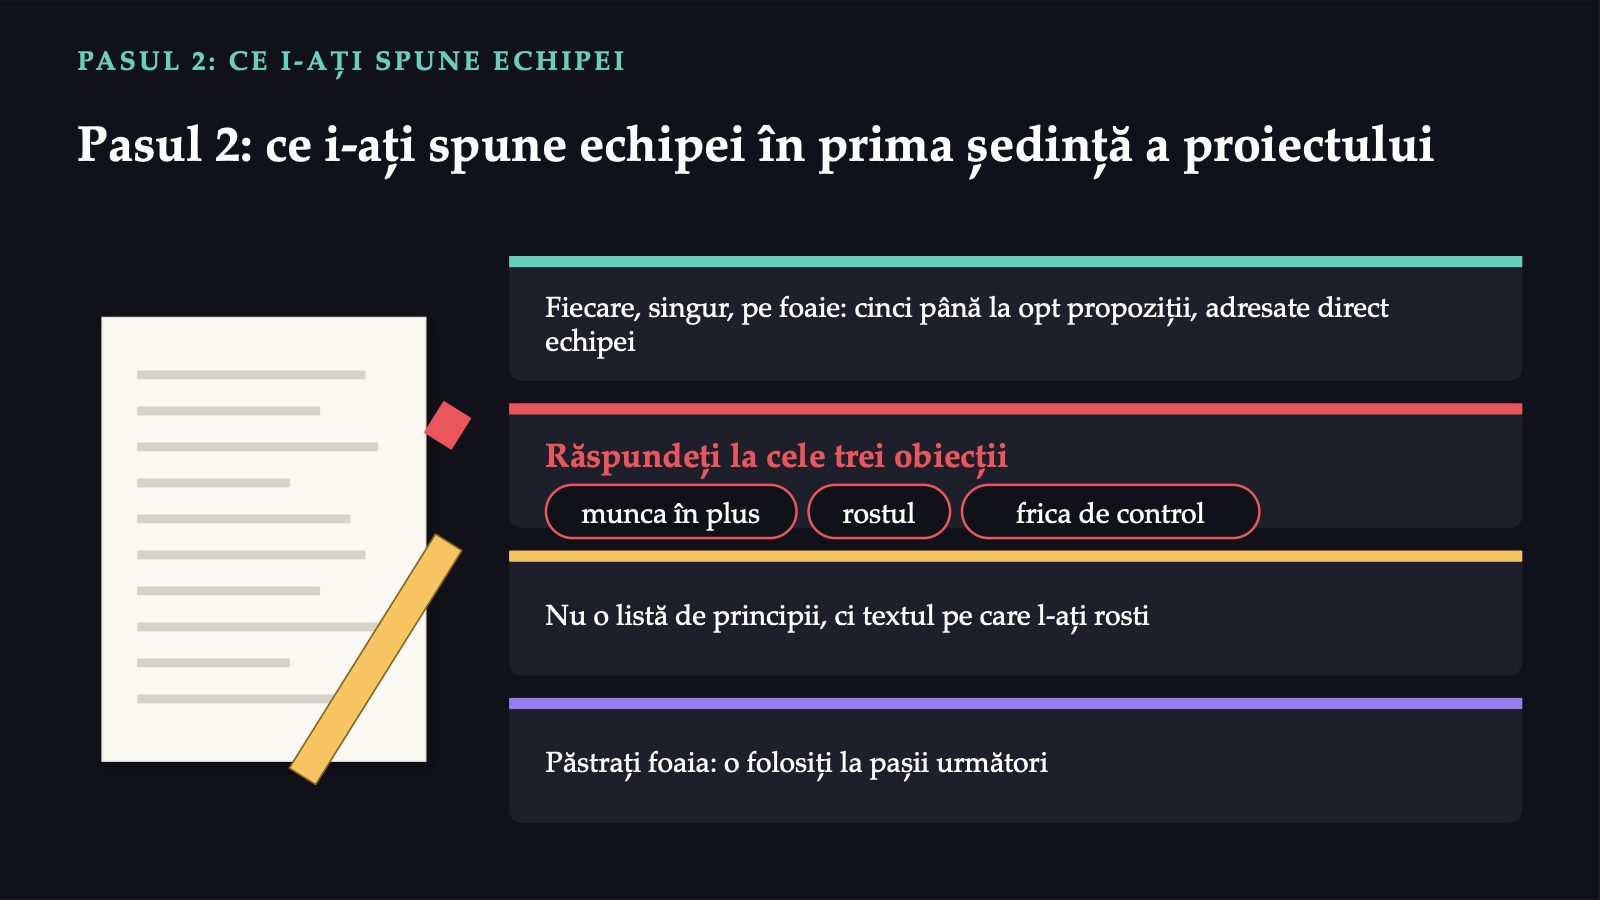 PASUL 2: CE I-AȚI SPUNE ECHIPEI
Pasul 2: ce i-ați spune echipei în prima ședință a proiectului
Fiecare, singur, pe foaie: cinci până la opt propoziții, adresate direct
echipei
Răspundeți la cele trei obiecții
munca în plus rostul frica de control
Nu o listă de principii, ci textul pe care l-ați rosti
Păstrați foaia: o folosiți la pașii următori